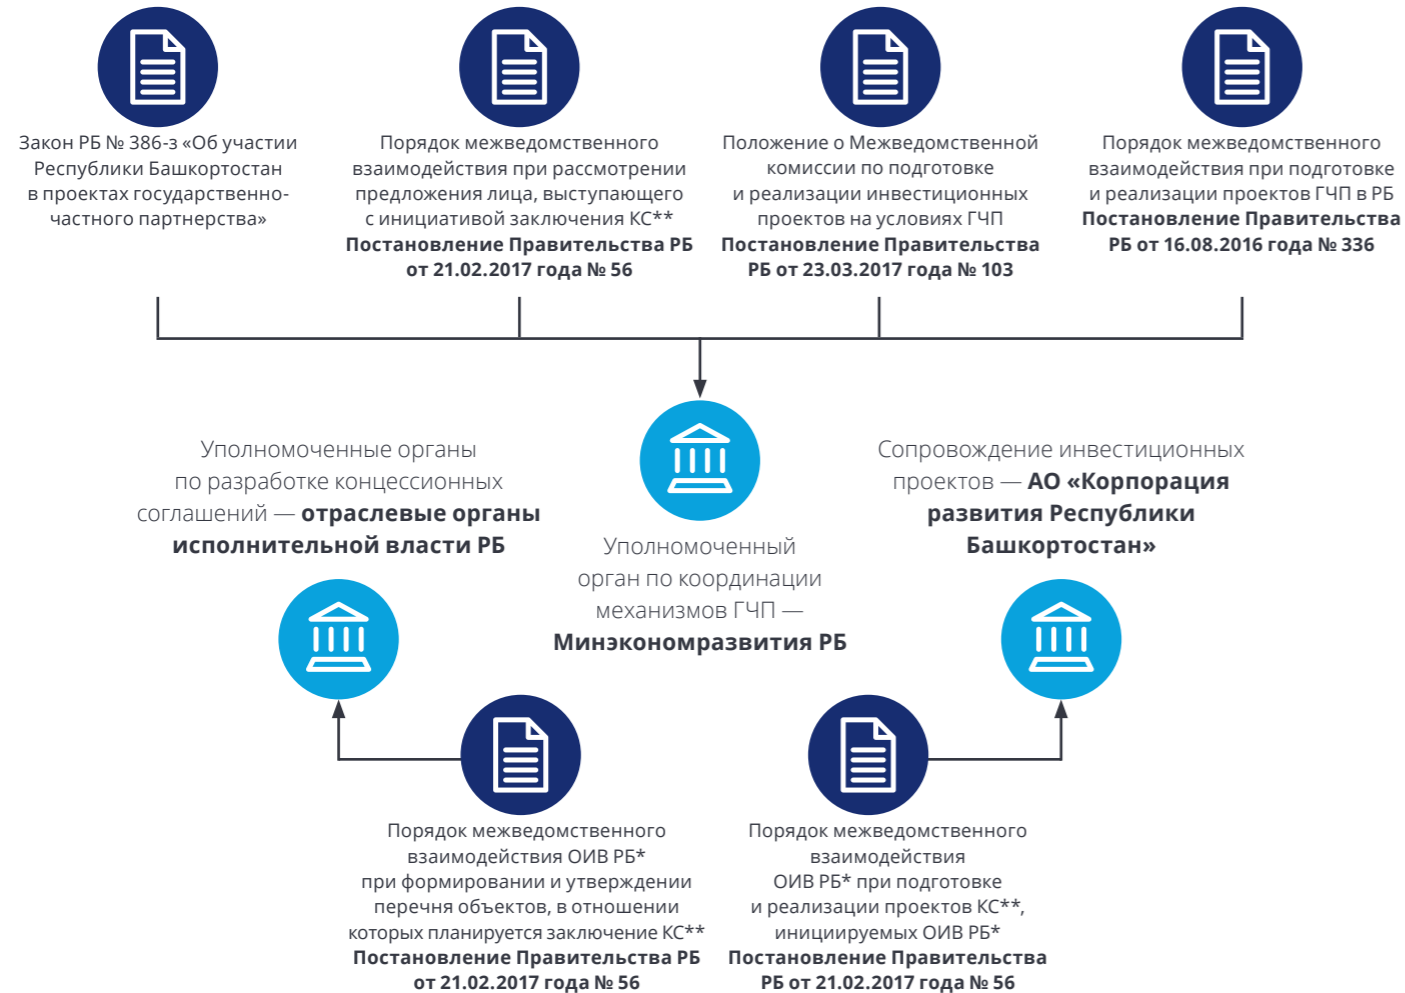 Закон РБ № 386-з «Об участии
Республики Башкортостан
в проектах государственно-
частного партнерства»
Порядок межведомственного
взаимодействия при рассмотрении
предложения лица, выступающего
с инициативой заключения КС**
Постановление Правительства РБ
от 21.02.2017 года № 56
Положение о Межведомственной
комиссии по подготовке
и реализации инвестиционных
проектов на условиях ГЧП
Постановление Правительства
РБ от 23.03.2017 года № 103
Порядок межведомственного
взаимодействия при подготовке
и реализации проектов ГЧП в РБ
Постановление Правительства
РБ от 16.08.2016 года № 336
Уполномоченные органы
по разработке концессионных
соглашений — отраслевые органы
исполнительной власти РБ
Уполномоченный
орган по координации
механизмов ГЧП —
Минэкономразвития РБ
Сопровождение инвестиционных
проектов — АО «Корпорация
развития Республики
Башкортостан»
Порядок межведомственного
взаимодействия ОИВ РБ*
при формировании и утверждении
перечня объектов, в отношении
которых планируется заключение КС**
Постановление Правительства РБ
от 21.02.2017 года № 56
Порядок межведомственного
взаимодействия
ОИВ РБ* при подготовке
и реализации проектов КС**,
инициируемых ОИВ РБ*
Постановление Правительства
РБ от 21.02.2017 года № 56